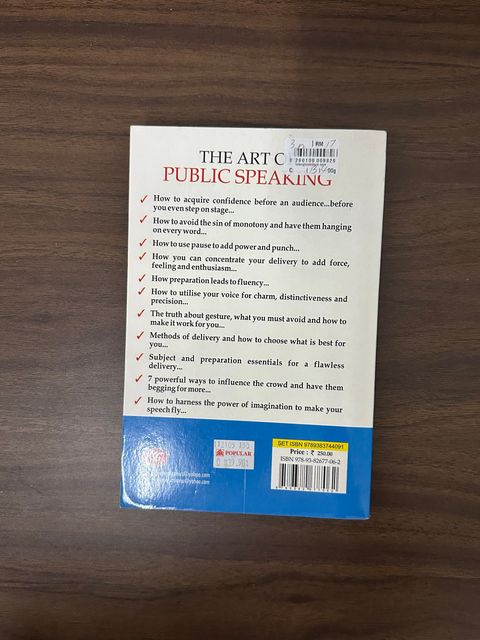 THE ART O
PUBLIC SPEAKING
RM 17
How to acquire confidence before an audience...before
you even step on stage...
How to avoid the sin of monotony and have them hanging
on every word...
How to use pause to add power and punch...
How you can concentrate your delivery to add force,
feeling and enthusiasm...
How preparation leads to fluency...
How to utilise your voice for charm, distinctiveness and
precision...
The truth about gesture, what you must avoid and how to
make it work for you...
Methods of delivery and how to choose what is best for
you...
Subject and preparation essentials for a flawless
delivery...
7 powerful ways to influence the crowd and have them
begging for more...
How to harness the power of imagination to make your
speech fly...
POPULAR
SET ISBN 9789383744091
Price : ₹ 250.00
ISBN 978-93-82677-06-2